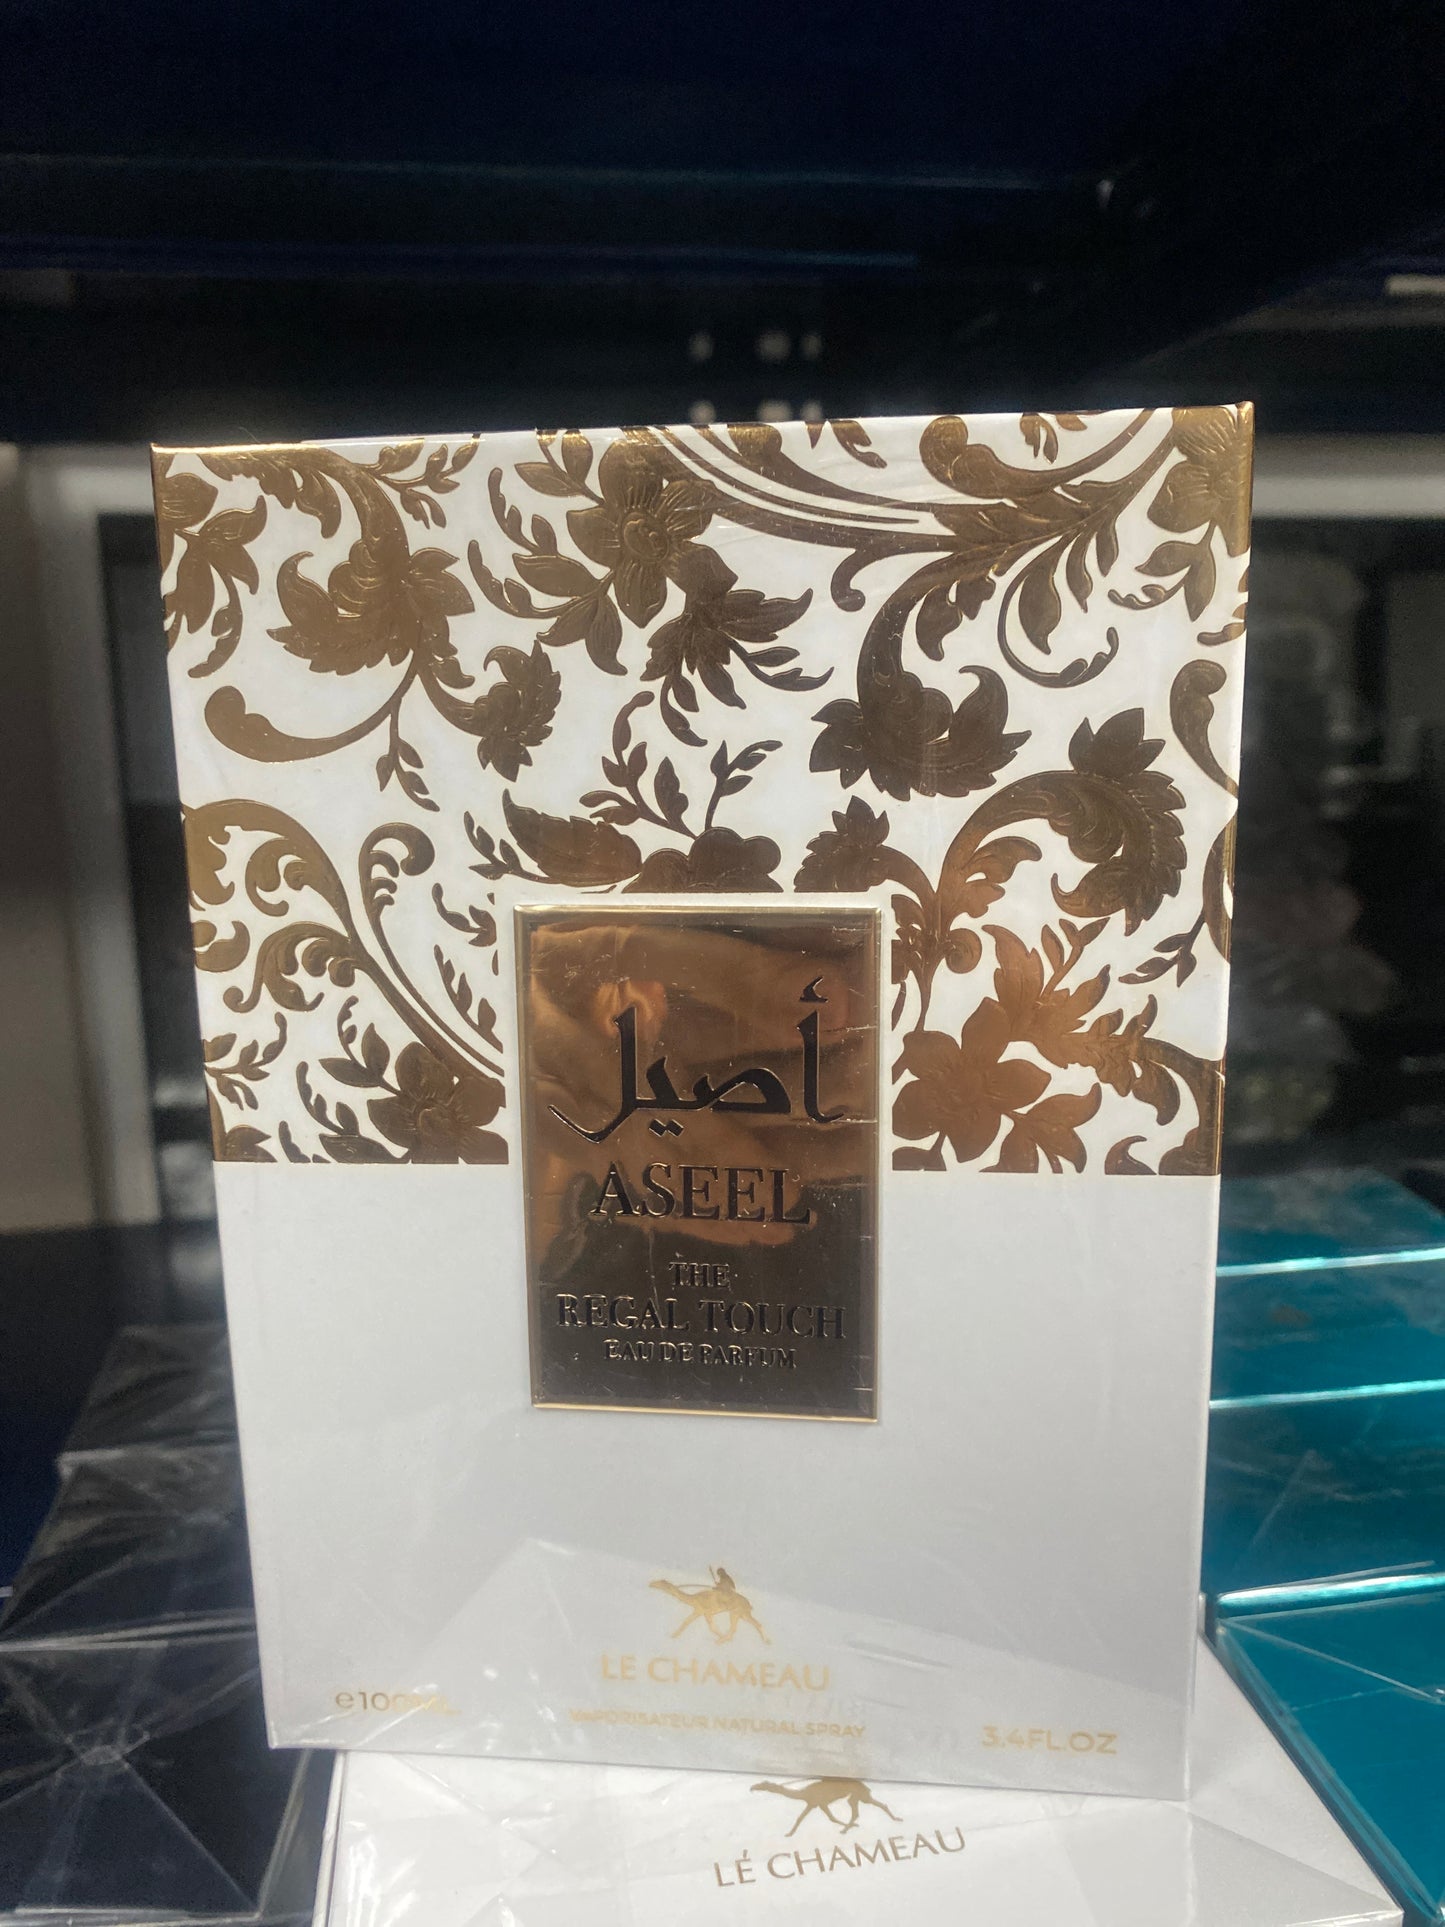 أصيل
ASEEL
THE
REGAL TOUCH
EAU DE PARFUM
LE CHAMEAU
e100ML
VAPORISATEUR NATURAL SPRAY
3.4FL.OZ
LÉ CHAMEAU